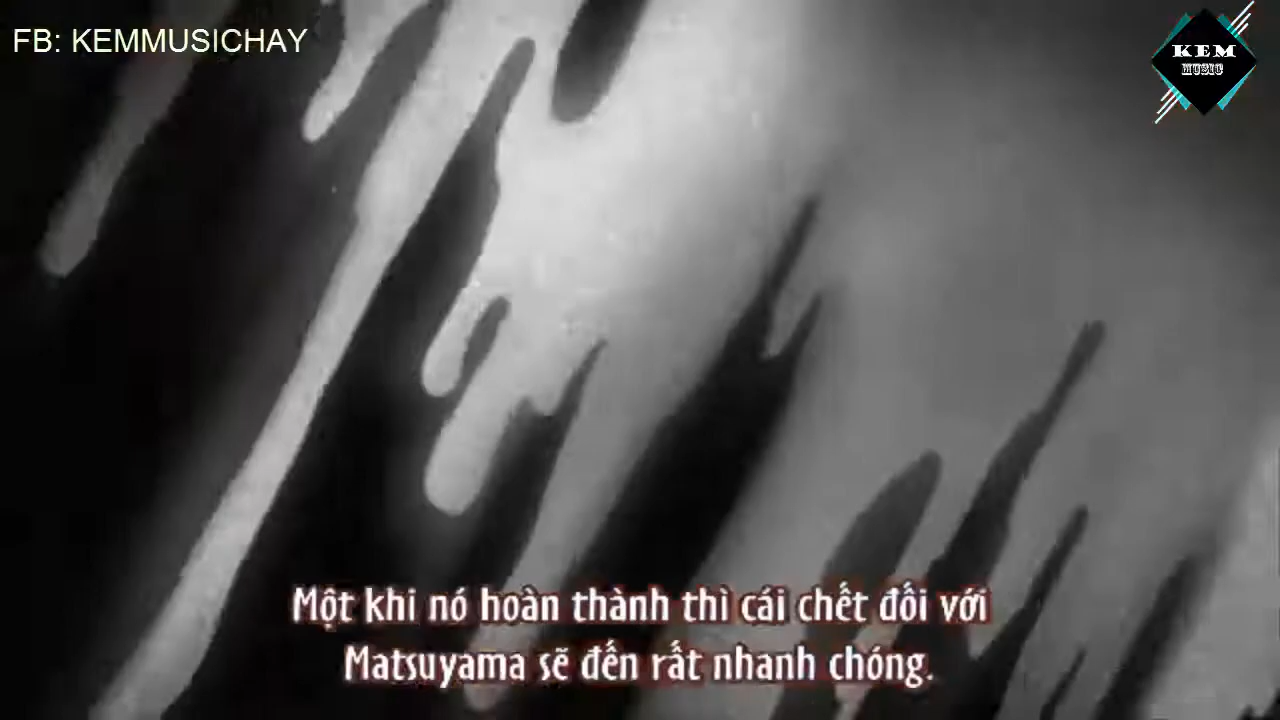 FB: KEMMUSICHAY
KEM
MUSIC
Một khi nó hoàn thành thì cái chết đối với
Matsuyama sẽ đến rất nhanh chóng.